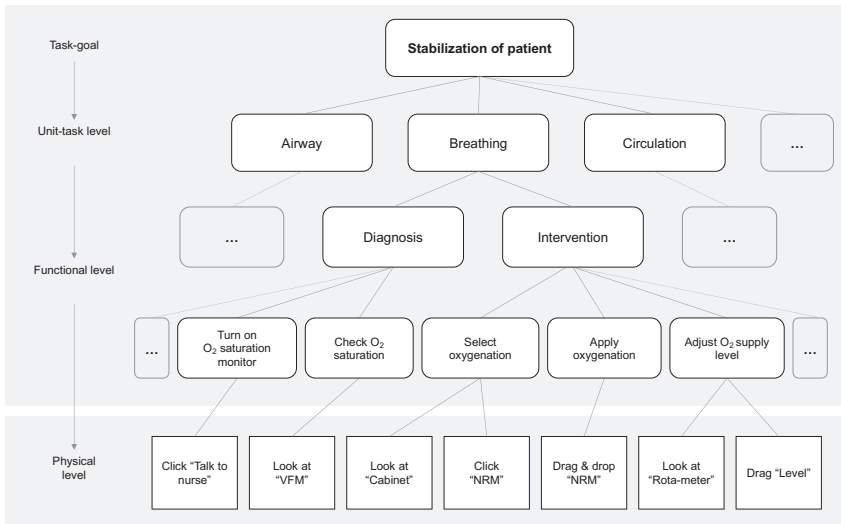 Task-goal
Stabilization of patient
Unit-task level
Airway
Breathing
Circulation
...
...
Diagnosis
Intervention
...
Functional level
...
Turn on
O₂ saturation
monitor
Check O₂
saturation
Select
oxygenation
Apply
oxygenation
Adjust O₂ supply
level
...
Physical
level
Click “Talk to
nurse”
Look at
“VFM”
Look at
“Cabinet”
Click
“NRM”
Drag & drop
“NRM”
Look at
“Rota-meter”
Drag “Level”